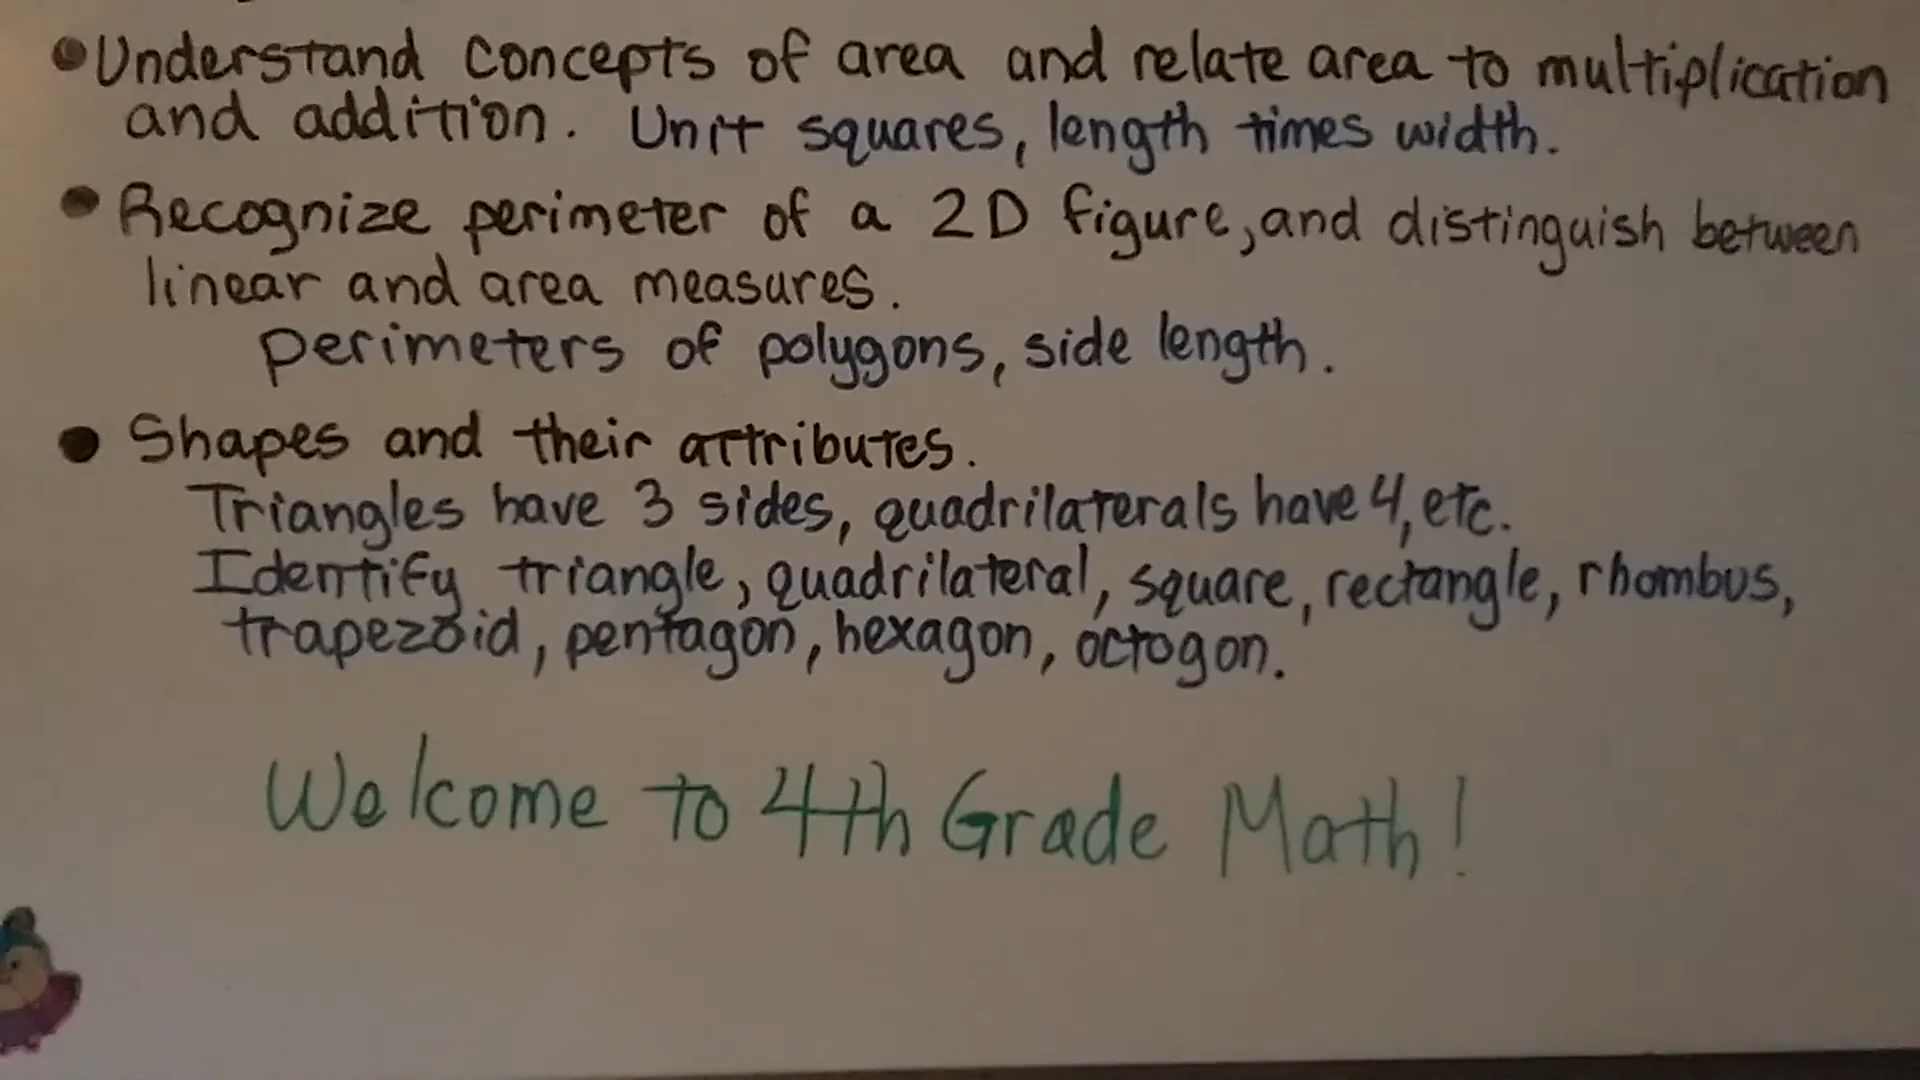 •Understand concepts of area and relate area to multiplication
and addition. Unit squares, length times width.
•Recognize perimeter of a 2D figure, and distinguish between
linear and area measures.
perimeters of polygons, side length.
• Shapes and their attributes.
Triangles have 3 sides, quadrilaterals have 4, etc.
Identify triangle, quadrilateral, square, rectangle, rhombus,
trapezoid, pentagon, hexagon, octogon.
Welcome to 4th Grade Math!